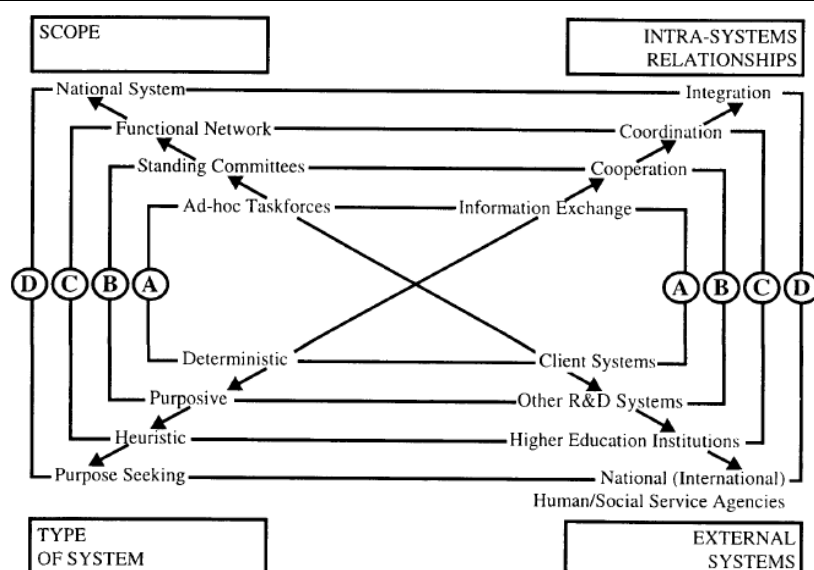 SCOPE
INTRA-SYSTEMS
RELATIONSHIPS
National System
Integration
Functional Network
Coordination
Standing Committees
Cooperation
Ad-hoc Taskforces
Information Exchange
D C B A
A B C D
Deterministic
Client Systems
Purposive
Other R&D Systems
Heuristic
Higher Education Institutions
Purpose Seeking
National (International)
Human/Social Service Agencies
TYPE
OF SYSTEM
EXTERNAL
SYSTEMS